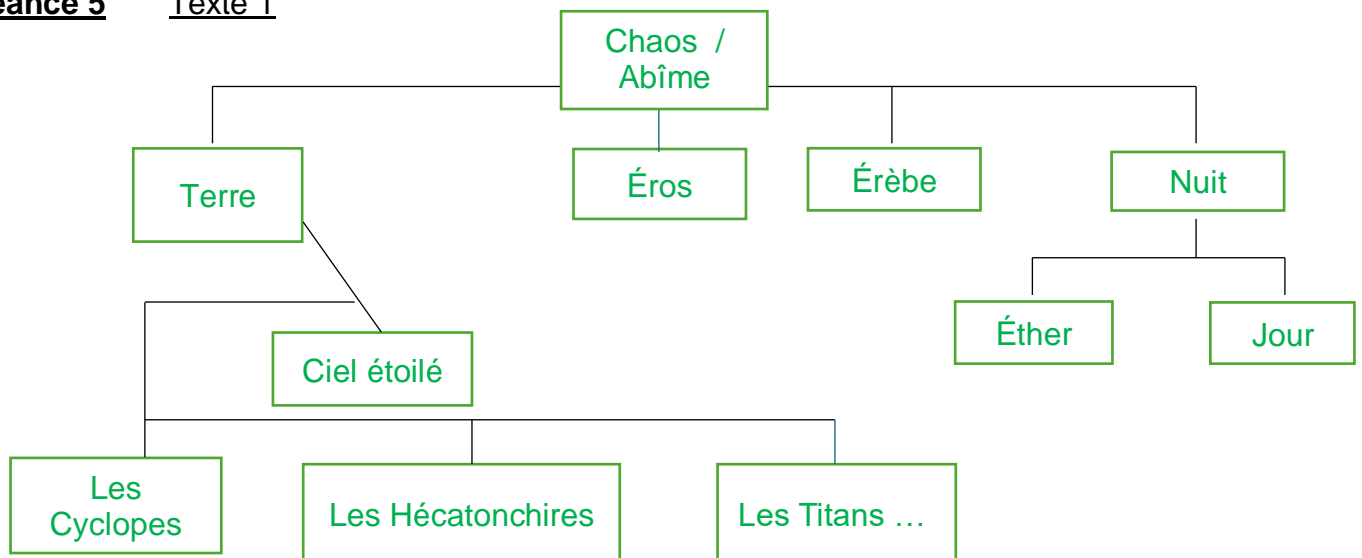 éance 5 Texte 1
Chaos /
Abîme
Terre
Éros
Érèbe
Nuit
Éther
Jour
Ciel étoilé
Les
Cyclopes
Les Hécatonchires
Les Titans ...